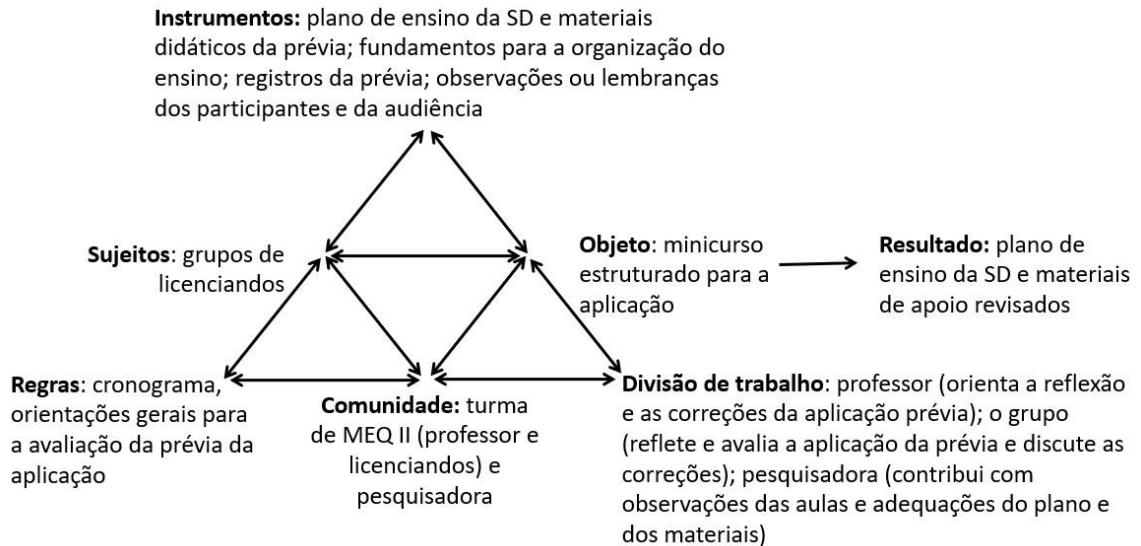 Instrumentos: plano de ensino da SD e materiais
didáticos da prévia; fundamentos para a organização do
ensino; registros da prévia; observações ou lembranças
dos participantes e da audiência
Sujeitos: grupos de
licenciandos
Objeto: minicurso
estruturado para a
aplicação
Resultado: plano de
ensino da SD e materiais
de apoio revisados
Regras: cronograma,
orientações gerais para
a avaliação da prévia da
aplicação
Comunidade: turma
de MEQ II (professor e
licenciandos) e
pesquisadora
Divisão de trabalho: professor (orienta a reflexão
e as correções da aplicação prévia); o grupo
(reflete e avalia a aplicação da prévia e discute as
correções); pesquisadora (contribui com
observações das aulas e adequações do plano e
dos materiais)